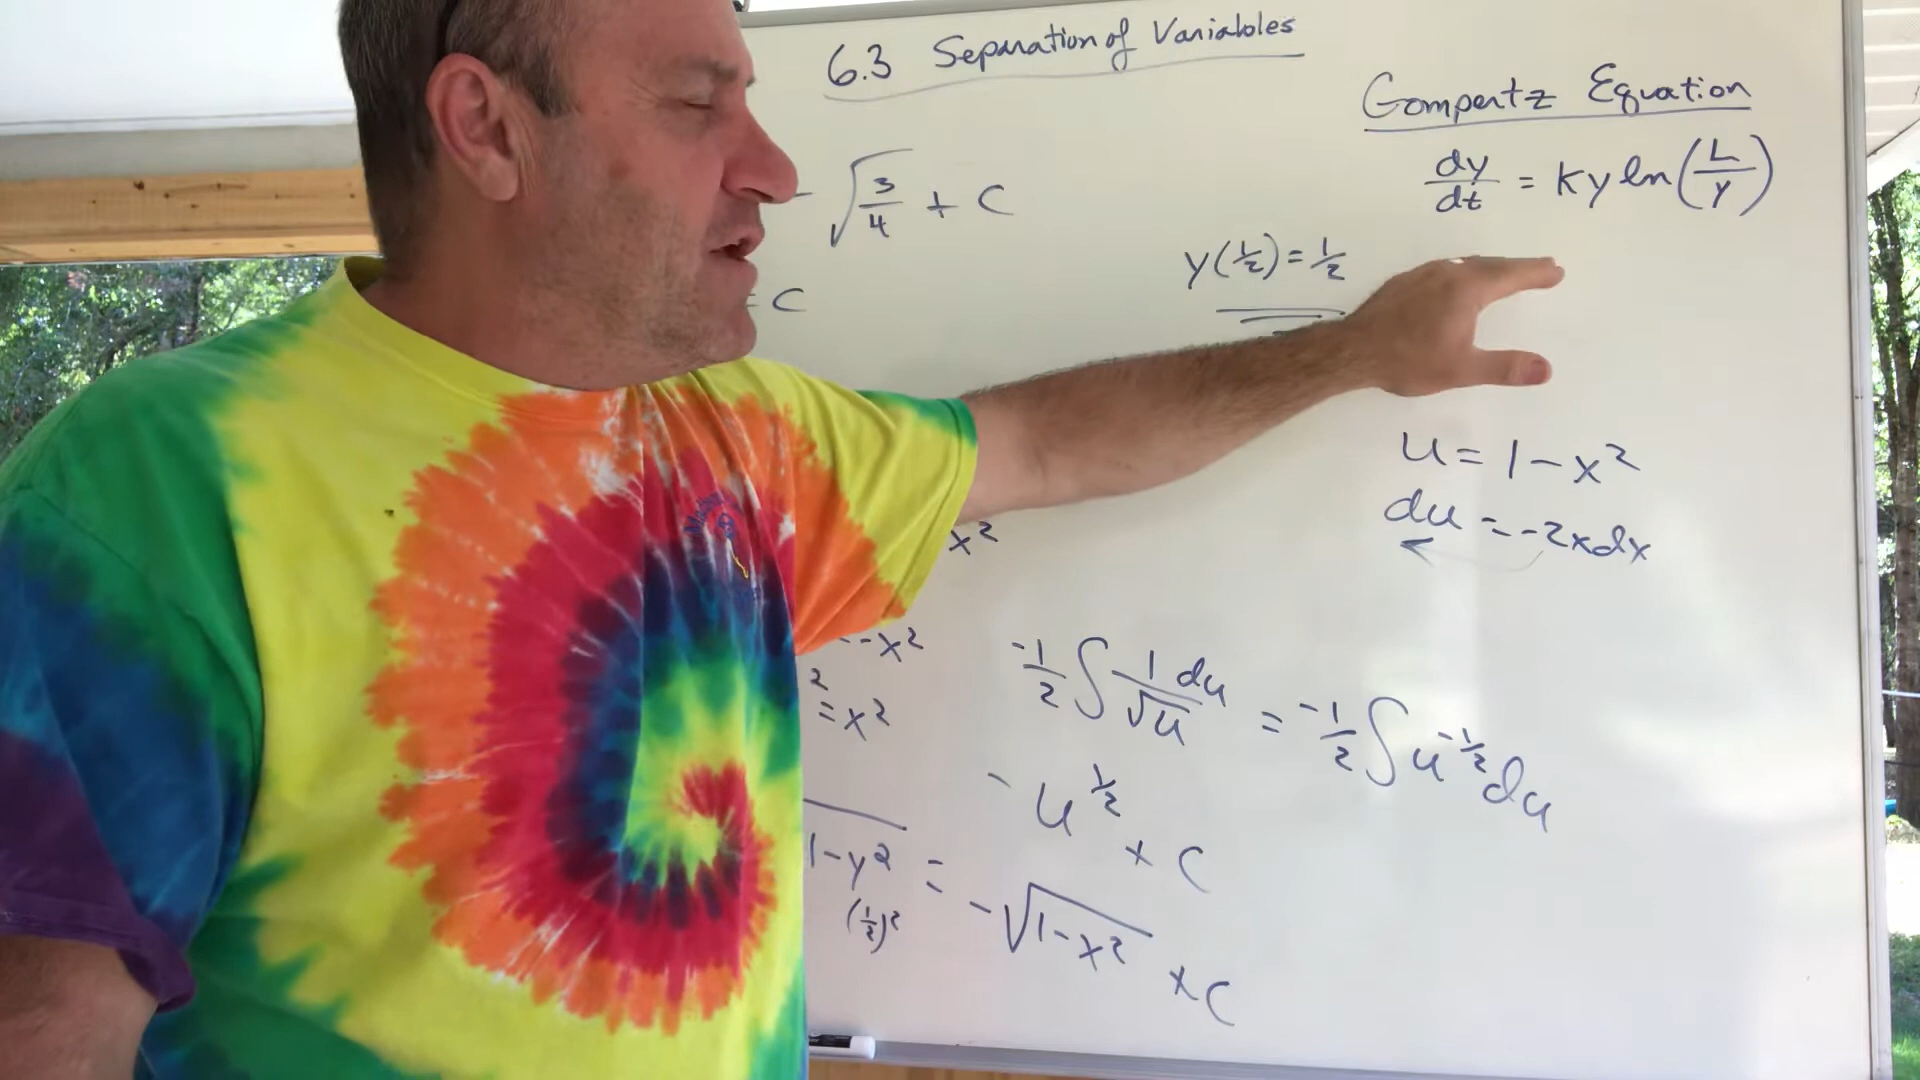 6.3 Separation of Variables
Gompertz Equation
dy/dt = ky ln(L/y)
- √(3/4) + C
y(1/2) = 1/2
= C
u = 1 - x²
du = -2x dx
x²
- x²
2
= x²
-1/2 ∫ 1/√u du = -1/2 ∫ u^(-1/2) du
- u^(1/2) + C
1 - y² = -√(1 - x²) + C
(1/2)²